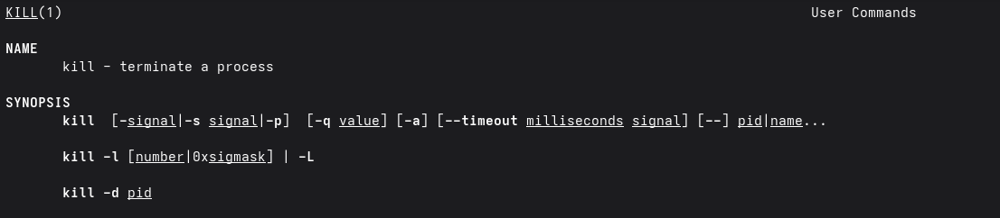 KILL(1) User Commands
NAME
kill - terminate a process
SYNOPSIS
kill [-signal|-s signal|-p] [-q value] [-a] [--timeout milliseconds signal] [--] pid|name...
kill -l [number|0xsigmask] | -L
kill -d pid